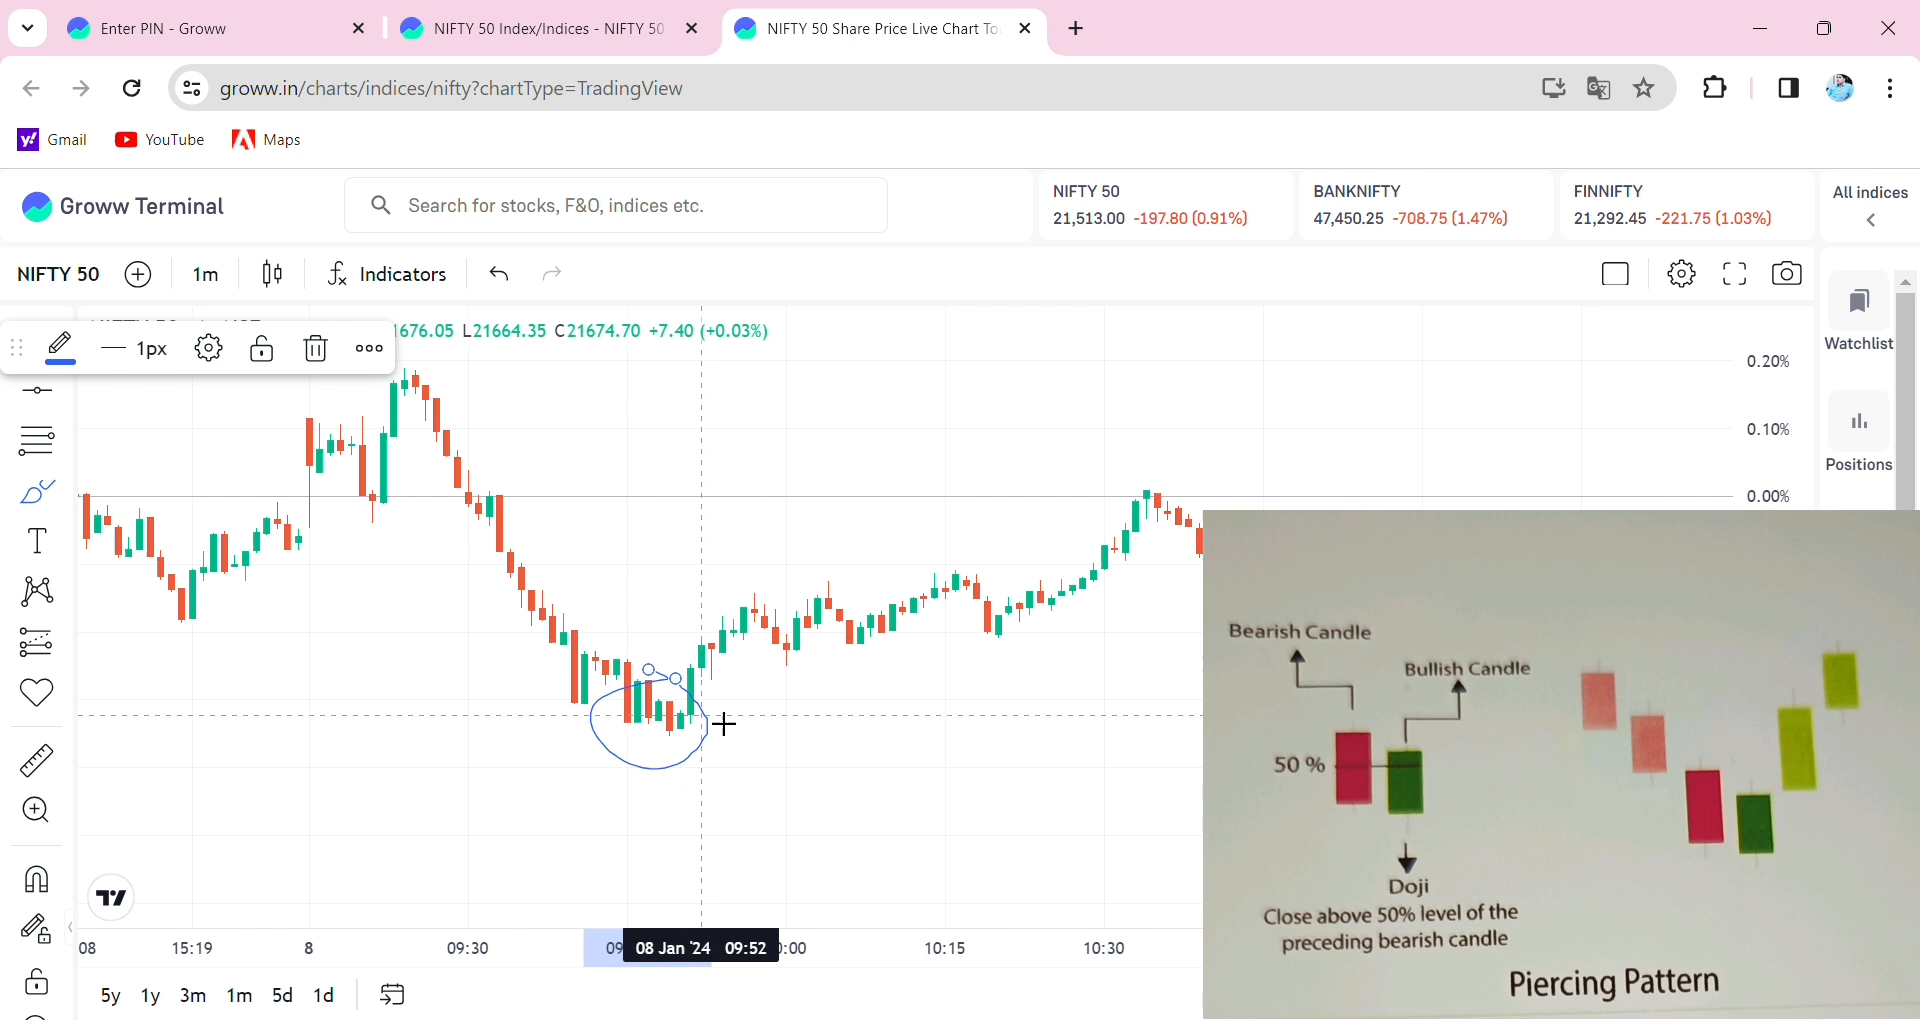 Enter PIN - Groww
NIFTY 50 Index/Indices - NIFTY 50
NIFTY 50 Share Price Live Chart To
groww.in/charts/indices/nifty?chartType=TradingView
Gmail
YouTube
Maps
Groww Terminal
Search for stocks, F&O, indices etc.
NIFTY 50
21,513.00 -197.80 (0.91%)
BANKNIFTY
47,450.25 -708.75 (1.47%)
FINNIFTY
21,292.45 -221.75 (1.03%)
All indices
NIFTY 50
1m
Indicators
1px
1676.05 L21664.35 C21674.70 +7.40 (+0.03%)
0.20%
0.10%
0.00%
Watchlist
Positions
08
15:19
8
09:30
09
08 Jan '24 09:52
0:00
10:15
10:30
5y 1y 3m 1m 5d 1d
Bearish Candle
Bullish Candle
50 %
Doji
Close above 50% level of the
preceding bearish candle
Piercing Pattern